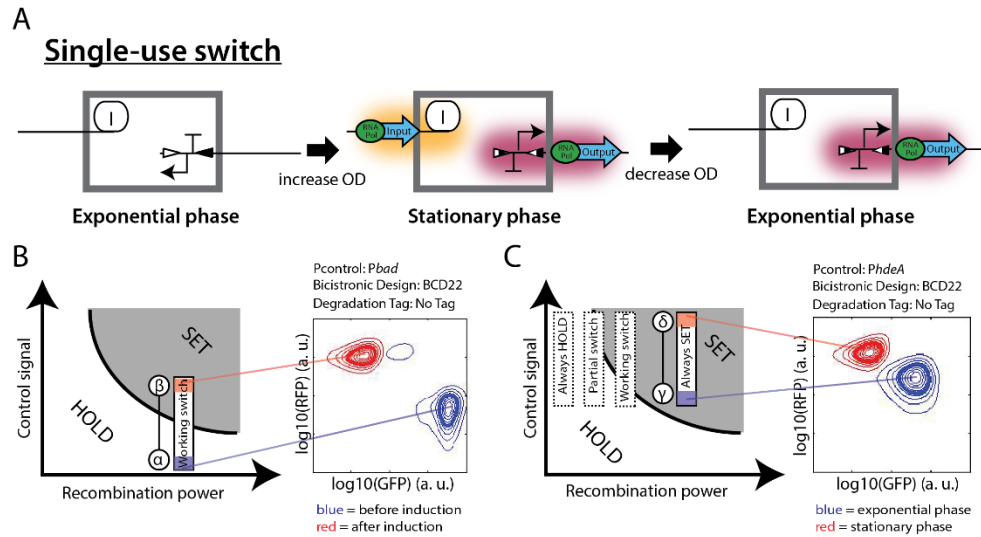 A
Single-use switch
I
Exponential phase
increase OD
RNA
Pol
Input
I
RNA
Pol
Output
Stationary phase
decrease OD
I
RNA
Pol
Output
Exponential phase
B
Control signal
SET
HOLD
β
α
Working switch
Recombination power
Pcontrol: Pbad
Bicistronic Design: BCD22
Degradation Tag: No Tag
log10(RFP) (a. u.)
log10(GFP) (a. u.)
blue = before induction
red = after induction
C
Control signal
Always HOLD
Partial switch
Working switch
δ
γ
Always SET
SET
HOLD
Recombination power
Pcontrol: PhdeA
Bicistronic Design: BCD22
Degradation Tag: No Tag
log10(RFP) (a. u.)
log10(GFP) (a. u.)
blue = exponential phase
red = stationary phase